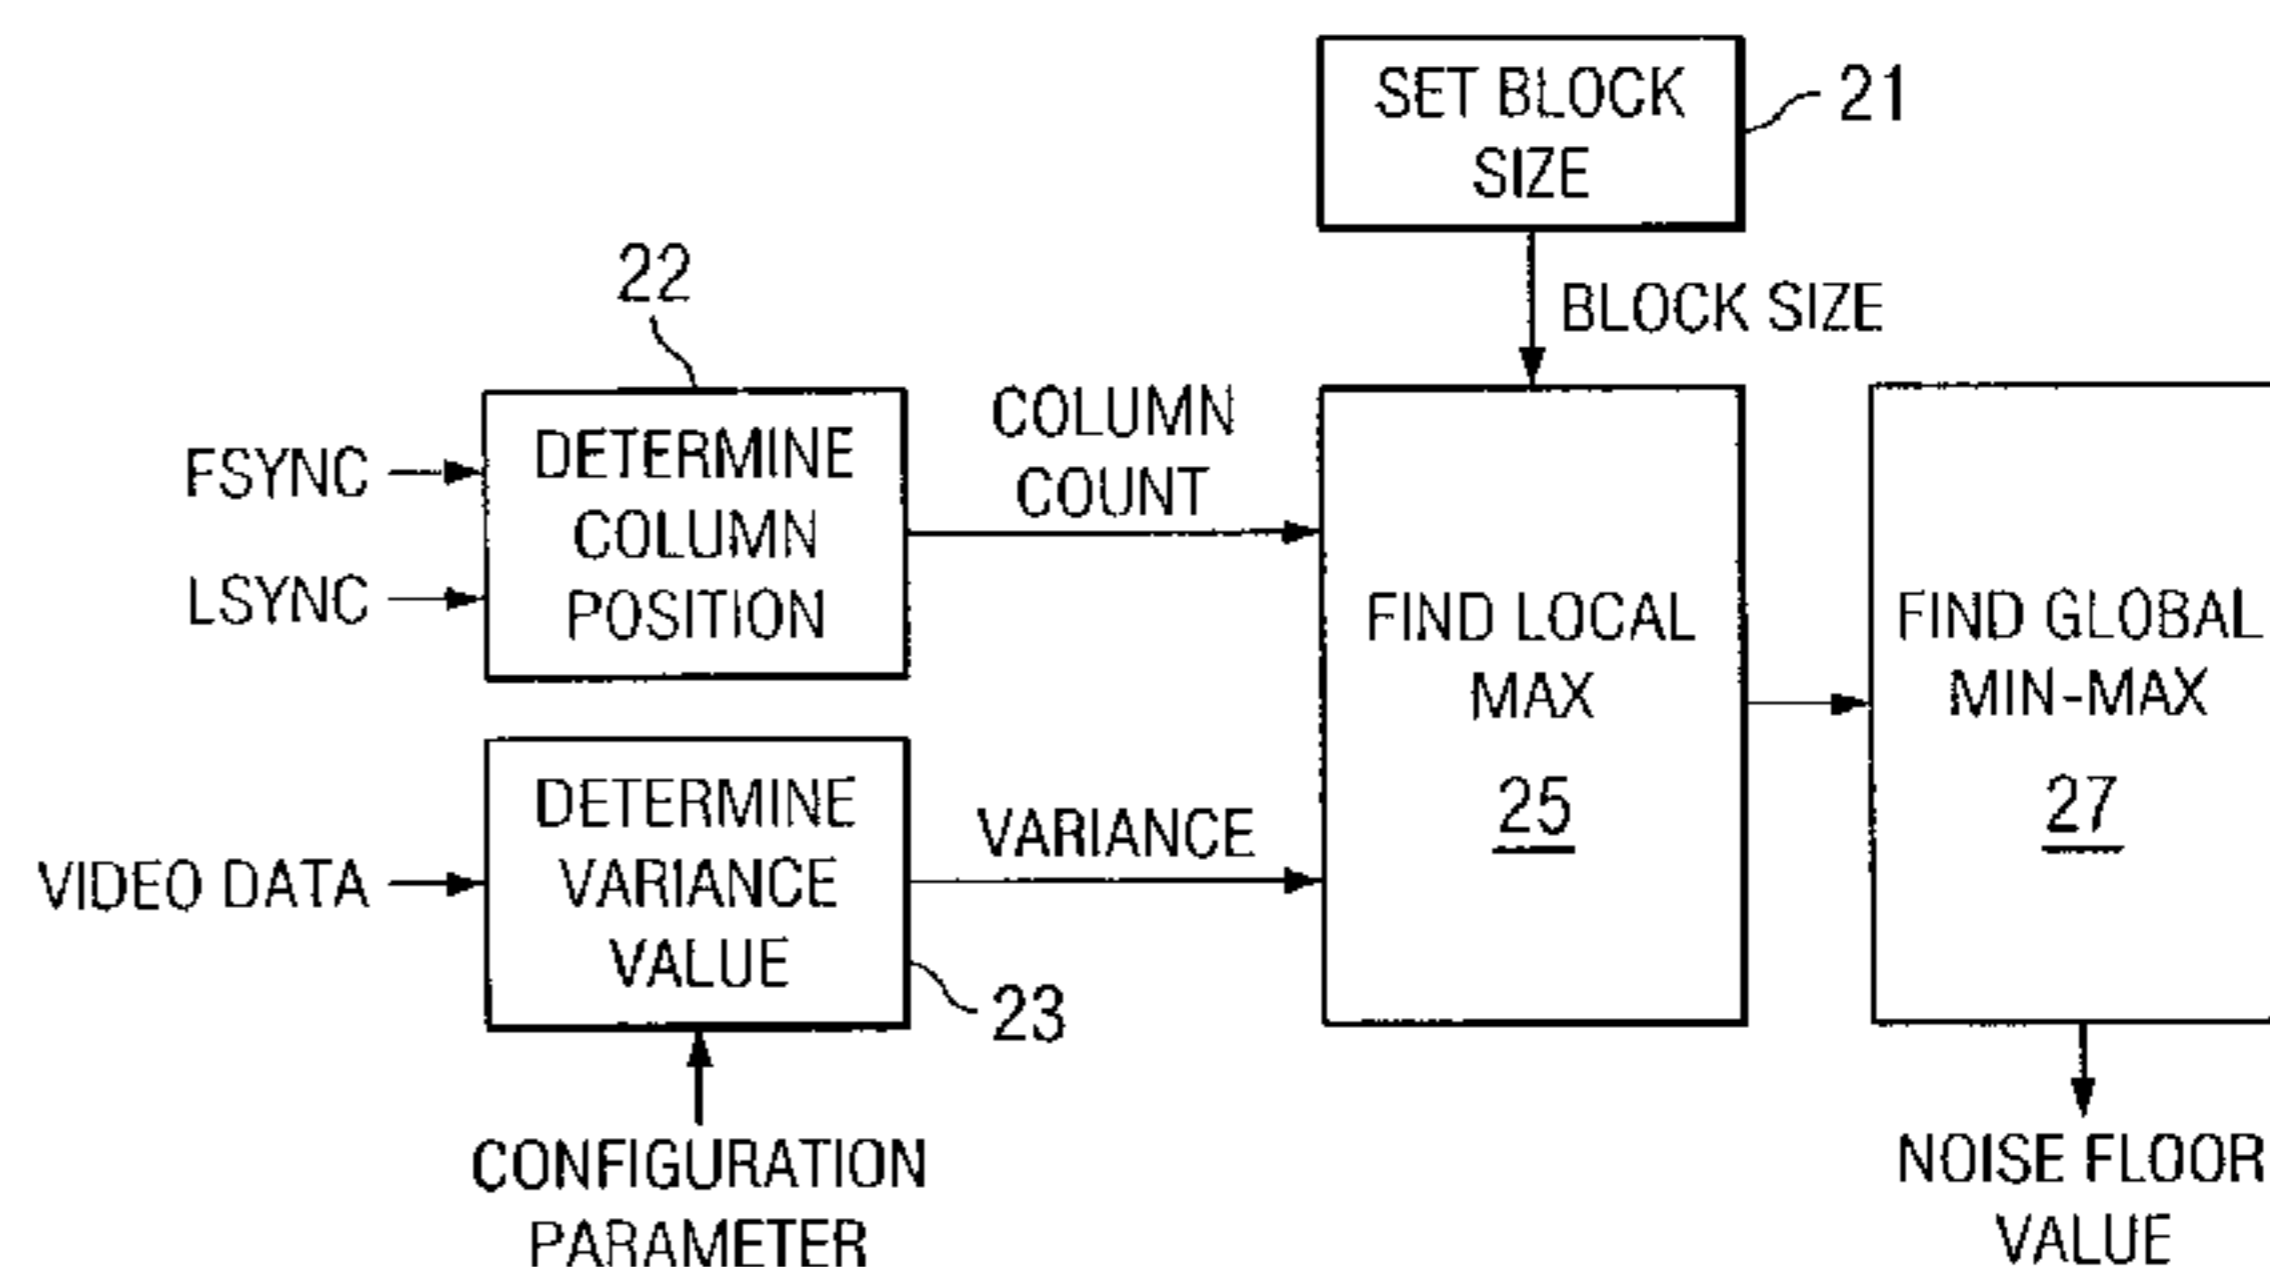 SET BLOCK
SIZE
21
BLOCK SIZE
22
FSYNC
LSYNC
DETERMINE
COLUMN
POSITION
COLUMN
COUNT
VIDEO DATA
DETERMINE
VARIANCE
VALUE
23
VARIANCE
CONFIGURATION
PARAMETER
FIND LOCAL
MAX
25
FIND GLOBAL
MIN-MAX
27
NOISE FLOOR
VALUE